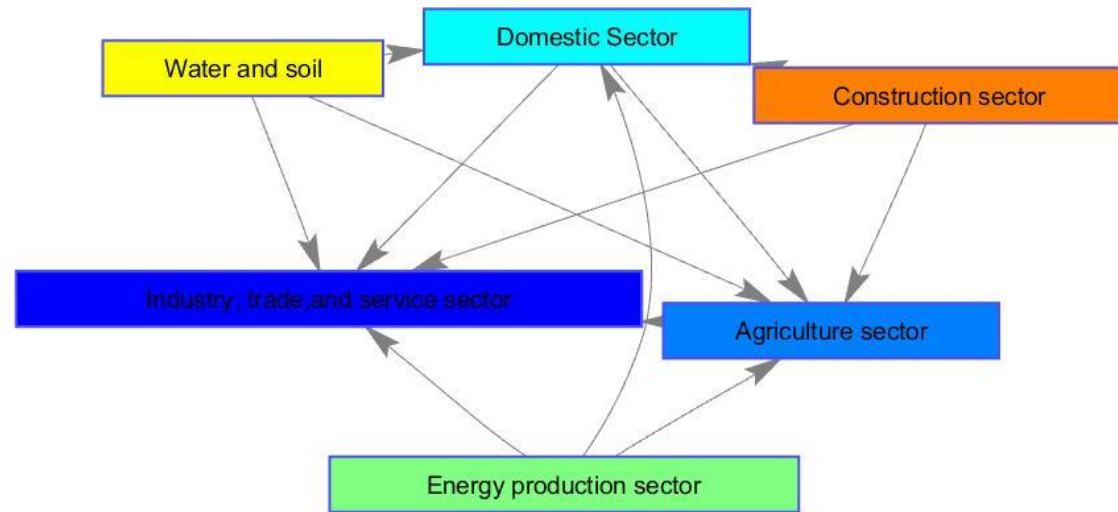 Domestic Sector
Water and soil
Construction sector
Industry, trade,and service sector
Agriculture sector
Energy production sector